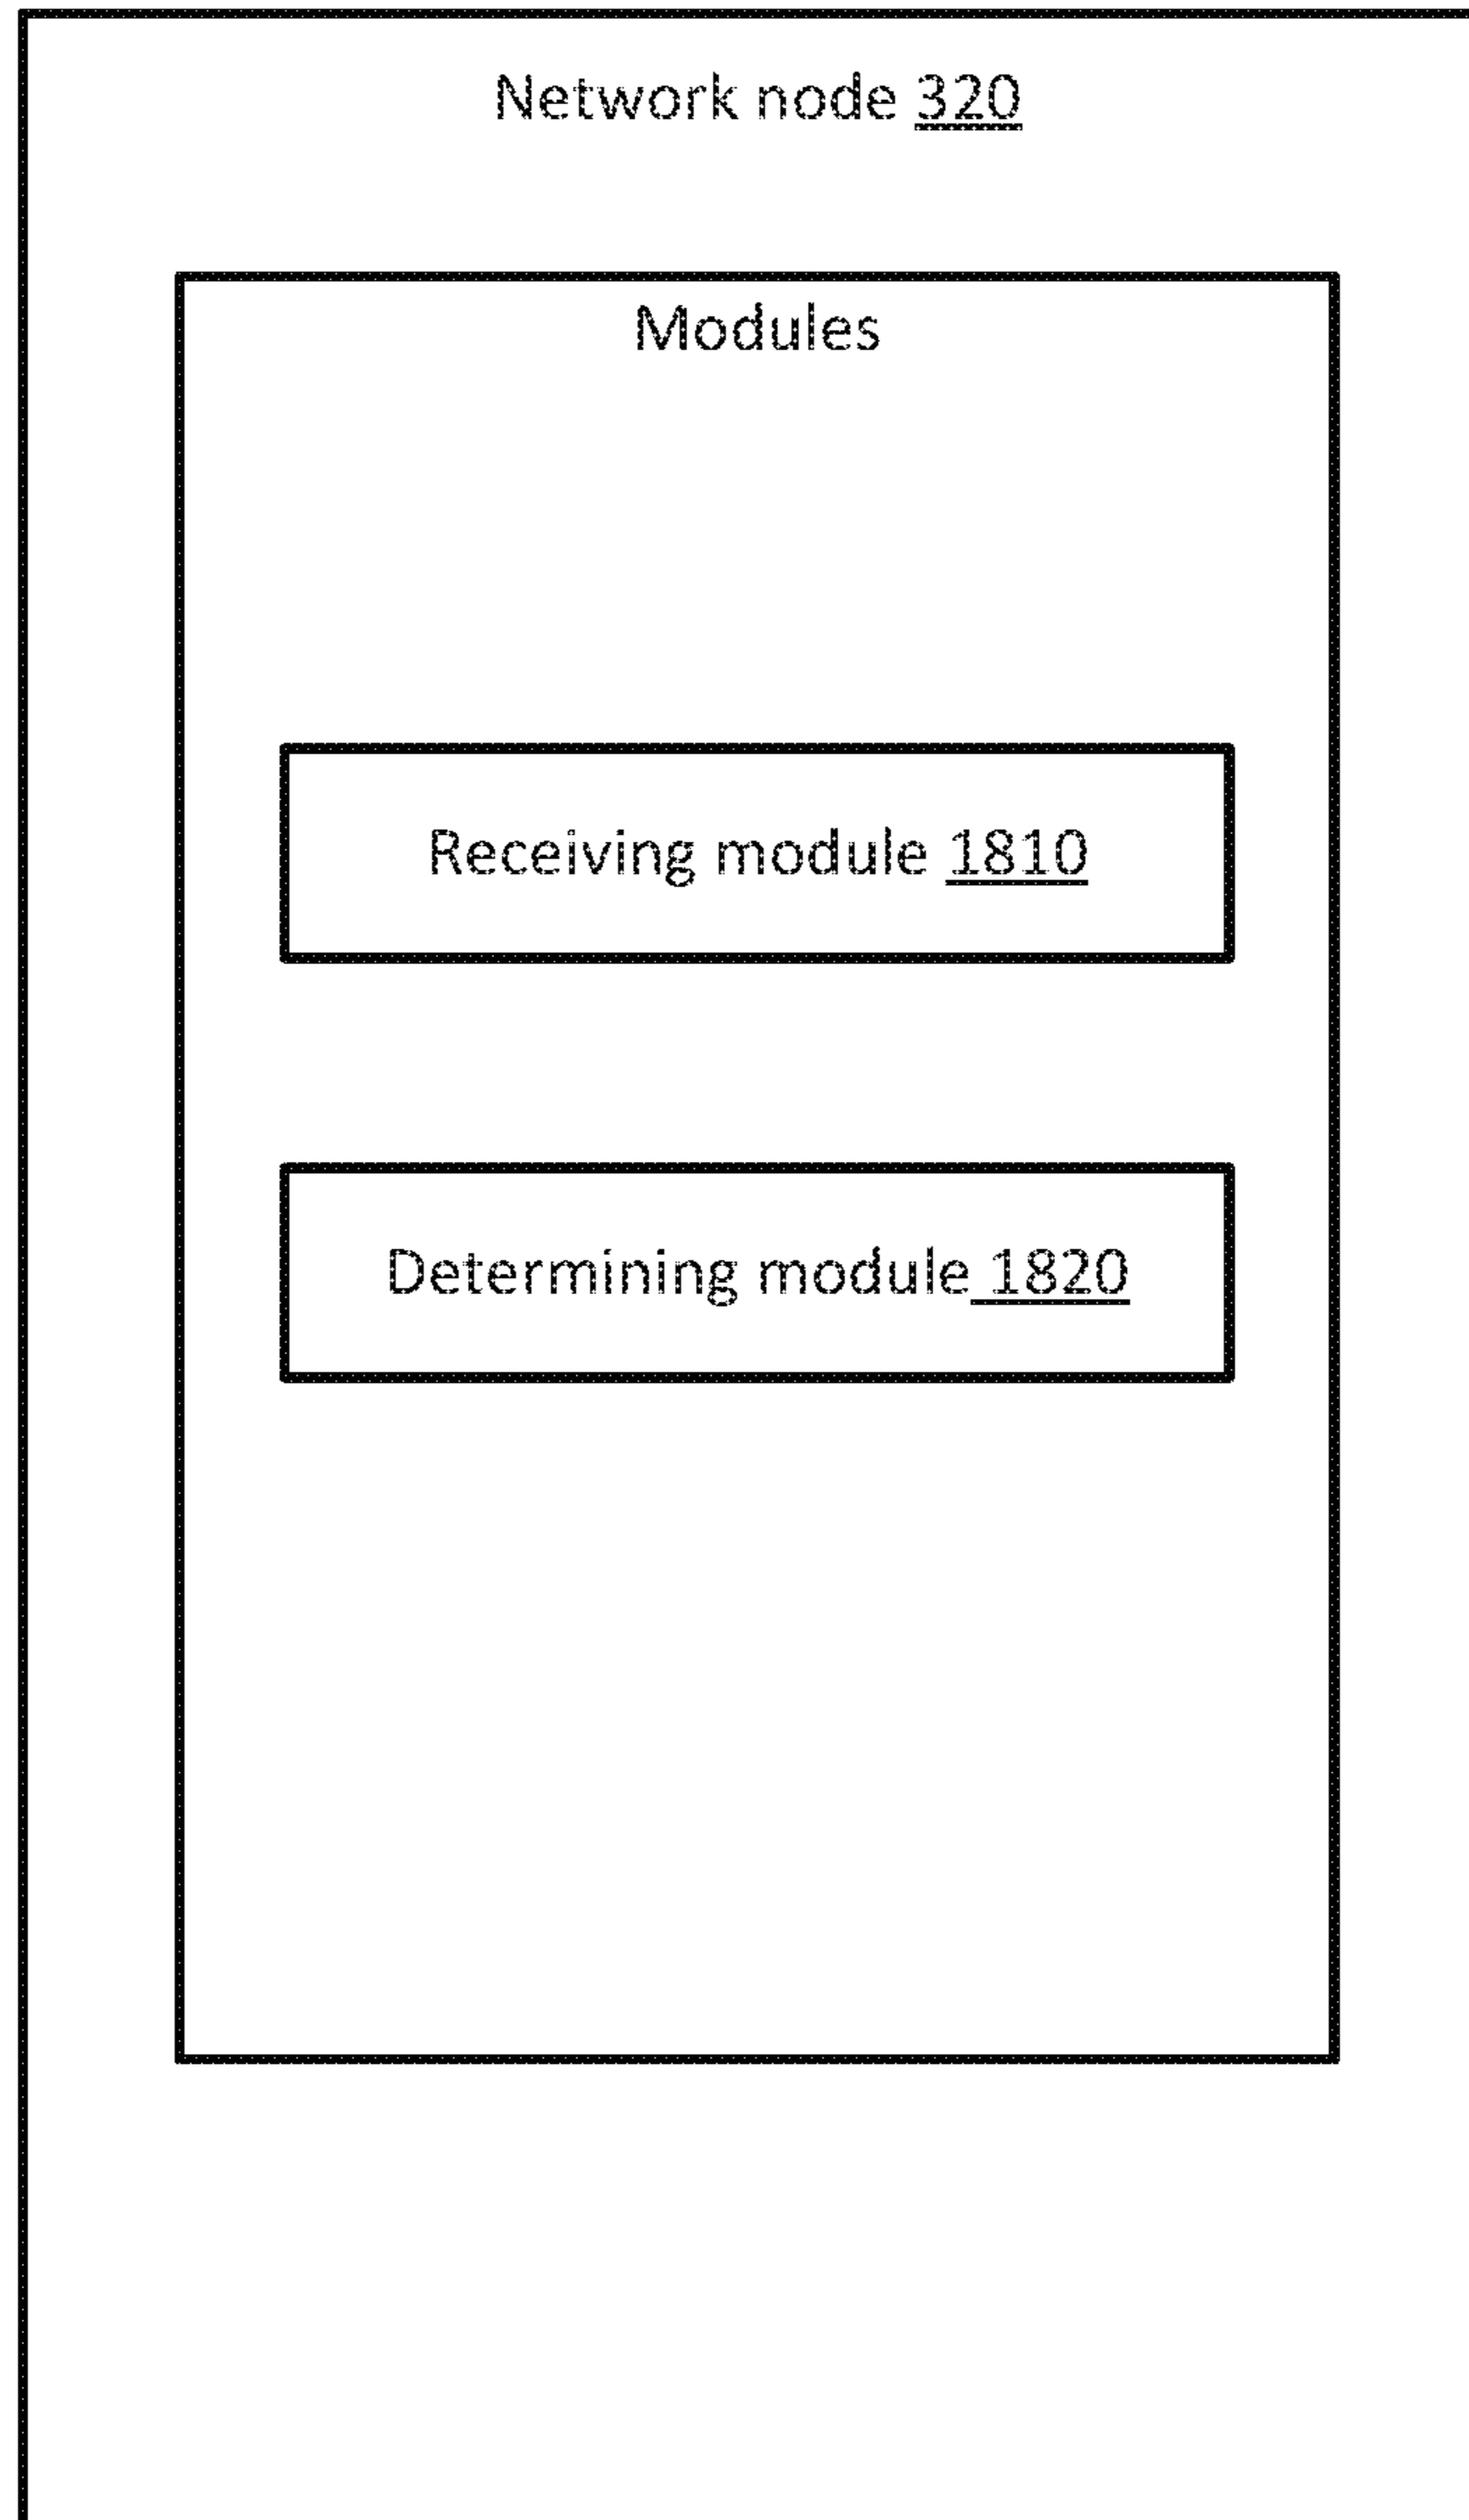 Network node 320
Modules
Receiving module 1810
Determining module 1820